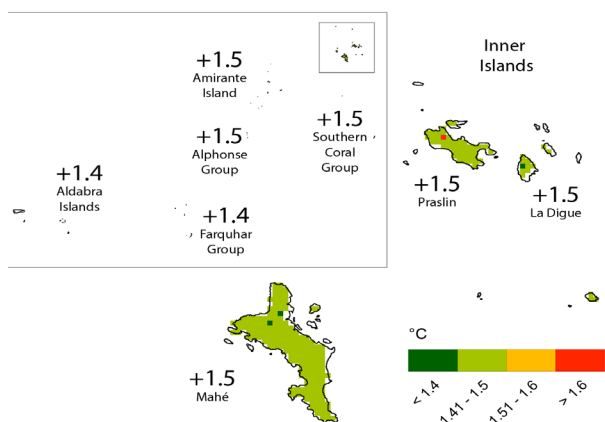 +1.5
Amirante
Island
+1.5
Alphonse
Group
+1.5
Southern
Coral
Group
+1.4
Aldabra
Islands
+1.4
Farquhar
Group
Inner
Islands
+1.5
Praslin
+1.5
La Digue
+1.5
Mahé
°C
< 1.4
1.41 - 1.5
1.51 - 1.6
> 1.6